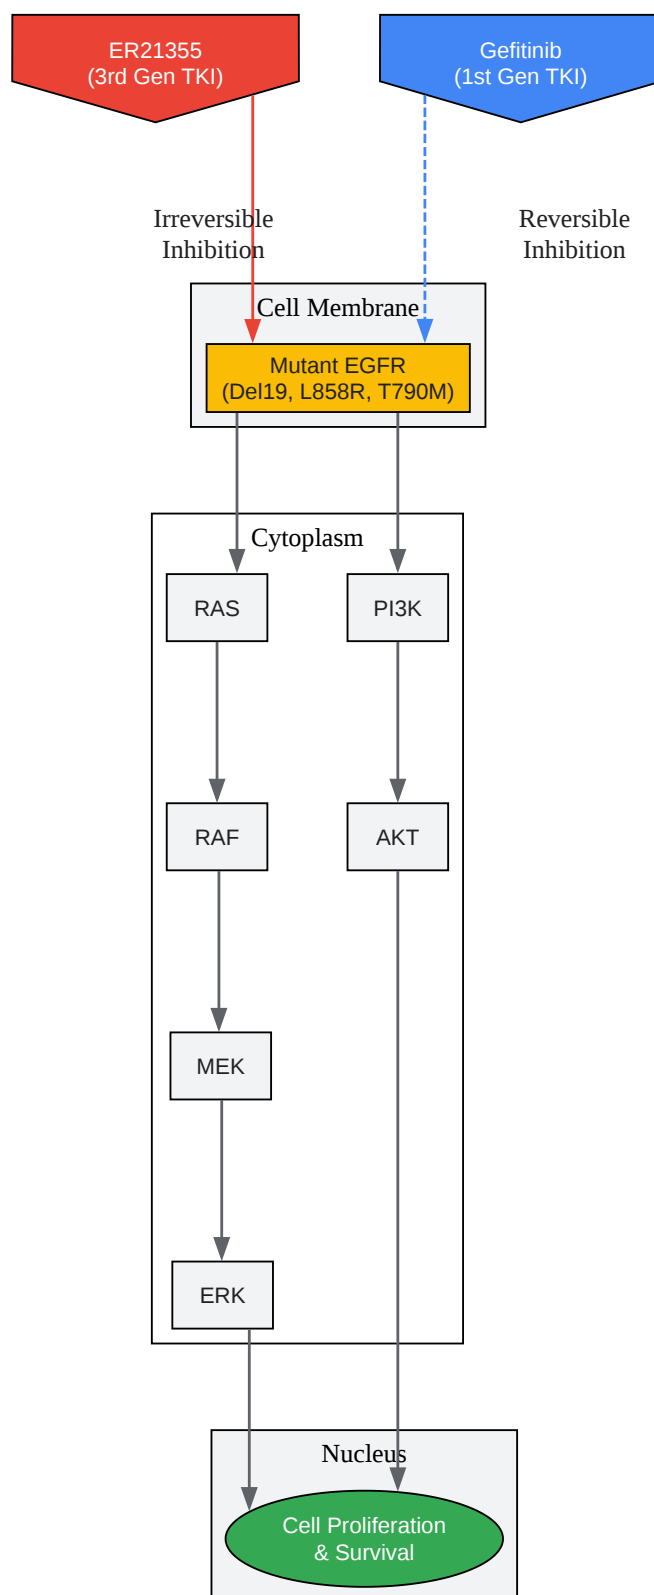 ER21355
(3rd Gen TKI)
Gefitinib
(1st Gen TKI)
Irreversible
Inhibition
Reversible
Inhibition
Cell Membrane
Mutant EGFR
(Del19, L858R, T790M)
Cytoplasm
RAS
PI3K
RAF
AKT
MEK
ERK
Nucleus
Cell Proliferation
& Survival